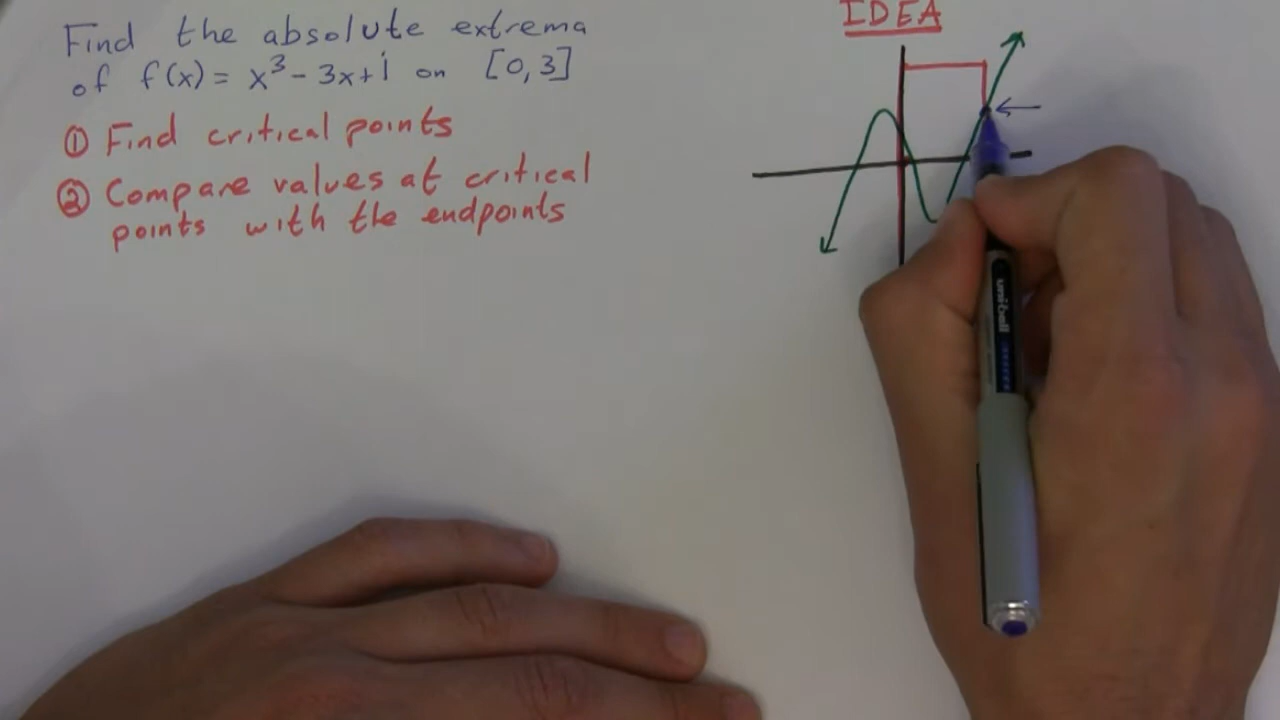 Find the absolute extrema
of f(x) = x³ - 3x + 1 on [0, 3]
① Find critical points
② Compare values at critical
points with the endpoints
IDEA
uniball